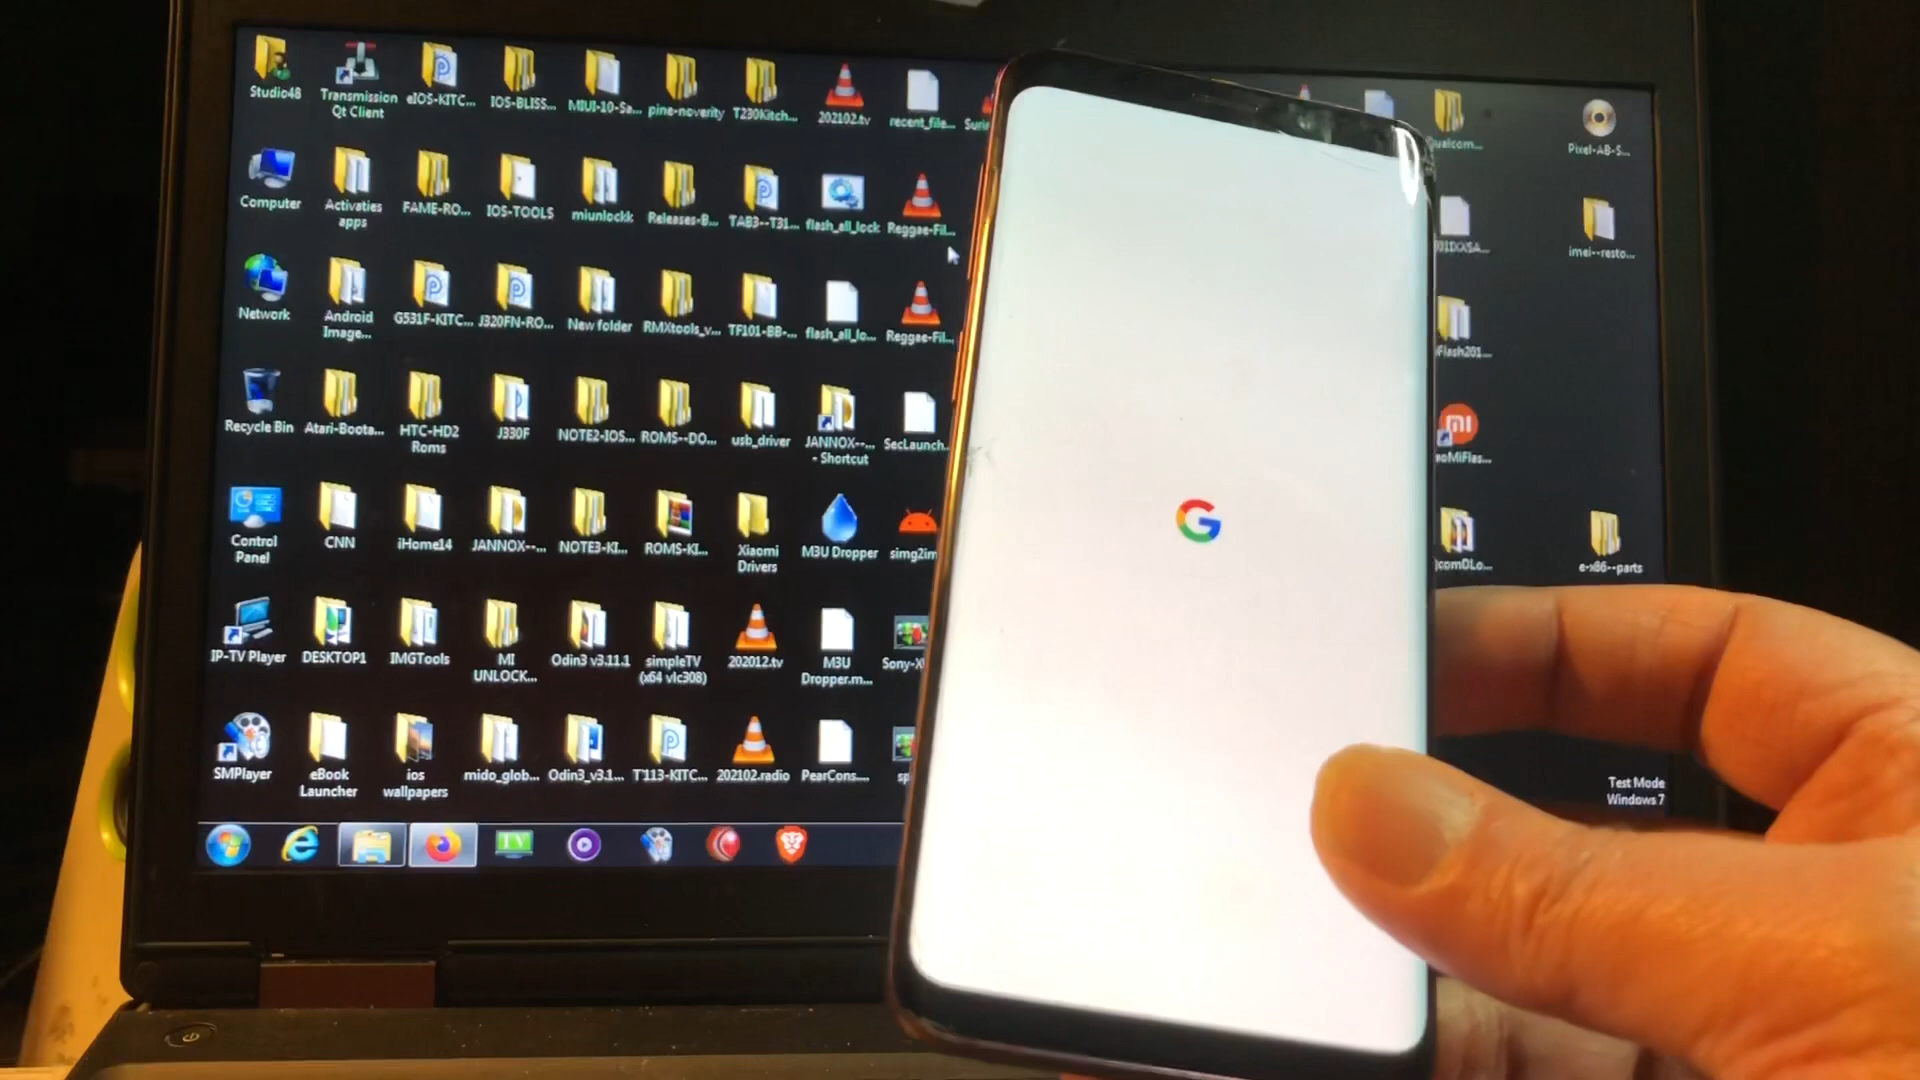 Studio48
Transmission
Qt Client
eIOS-KITC...
IOS-BLISS...
MIUI-10-Sa...
pine-noverity
T230Kitch...
202102.tv
recent_file...
Pixel-AB-S...
Computer
Activaties
apps
FAME-RO...
IOS-TOOLS
miunlockk
Releases-B...
TAB3--T31...
flash_all_lock
Reggae-Fil...
imei--resto...
Network
Android
Image...
G531F-KITC...
J320FN-RO...
New folder
RMXtools_v...
TF101-BB-...
flash_all_lo...
Reggae-Fil...
Recycle Bin
Atari-Boota...
HTC-HD2
Roms
J330F
NOTE2-IOS...
ROMS--DO...
usb_driver
JANNOX--...
- Shortcut
SecLaunch...
mi
Control
Panel
CNN
iHome14
JANNOX--...
NOTE3-KI...
ROMS-KI...
Xiaomi
Drivers
M3U Dropper
simg2im
G
e-x86--parts
IP-TV Player
DESKTOP1
IMGTools
MI
UNLOCK...
Odin3 v3.11.1
simpleTV
(x64 vlc308)
202012.tv
M3U
Dropper.m...
SMPlayer
eBook
Launcher
ios
wallpapers
mido_glob...
Odin3_v3.1...
T'113-KITC...
202102.radio
PearCons....
Test Mode
Windows 7
TV